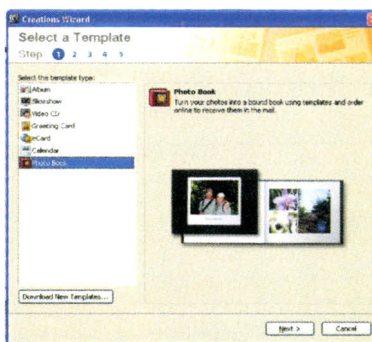 Creations Wizard
Select a Template
Step 1 2 3 4 5
Select the template type:
Album
Slideshow
Video CD
Greeting Card
eCard
Calendar
Photo Book
Photo Book
Turn your photos into a bound book using templates and order
online to receive them in the mail.
Download New Templates...
Next >
Cancel